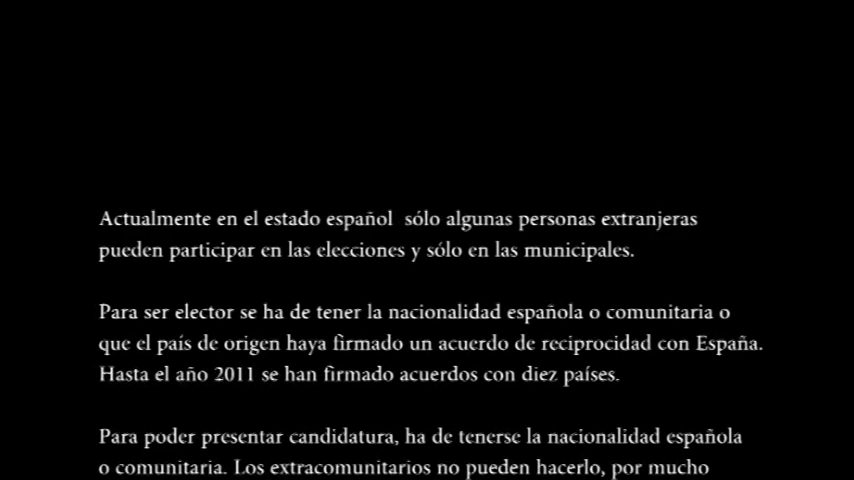 Actualmente en el estado español  sólo algunas personas extranjeras
pueden participar en las elecciones y sólo en las municipales.
Para ser elector se ha de tener la nacionalidad española o comunitaria o
que el país de origen haya firmado un acuerdo de reciprocidad con España.
Hasta el año 2011 se han firmado acuerdos con diez países.
Para poder presentar candidatura, ha de tenerse la nacionalidad española
o comunitaria. Los extracomunitarios no pueden hacerlo, por mucho